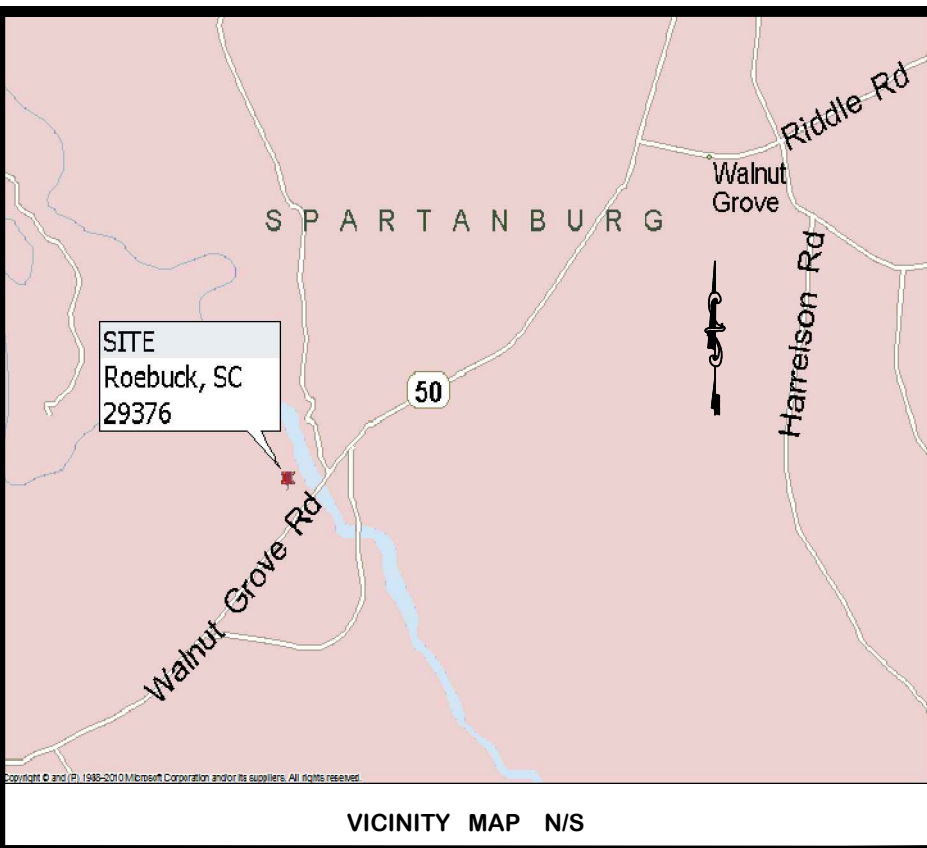 Riddle Rd
Walnut
Grove
SPARTANBURG
Harrelson Rd
SITE
Roebuck, SC
29376
50
Walnut Grove Rd
Copyright © and (P) 1988–2010 Microsoft Corporation and/or its suppliers. All rights reserved.
VICINITY MAP N/S